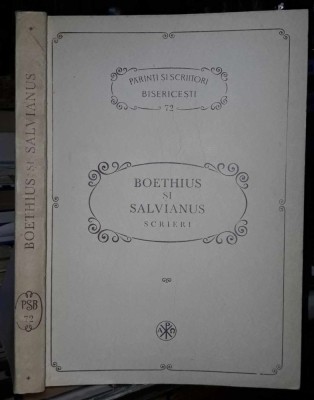 BOETHIUS ȘI SALVIANUS
PSB
72
PĂRINȚI ȘI SCRIITORI
BISERICEȘTI
72
BOETHIUS
ȘI
SALVIANUS
SCRIERI